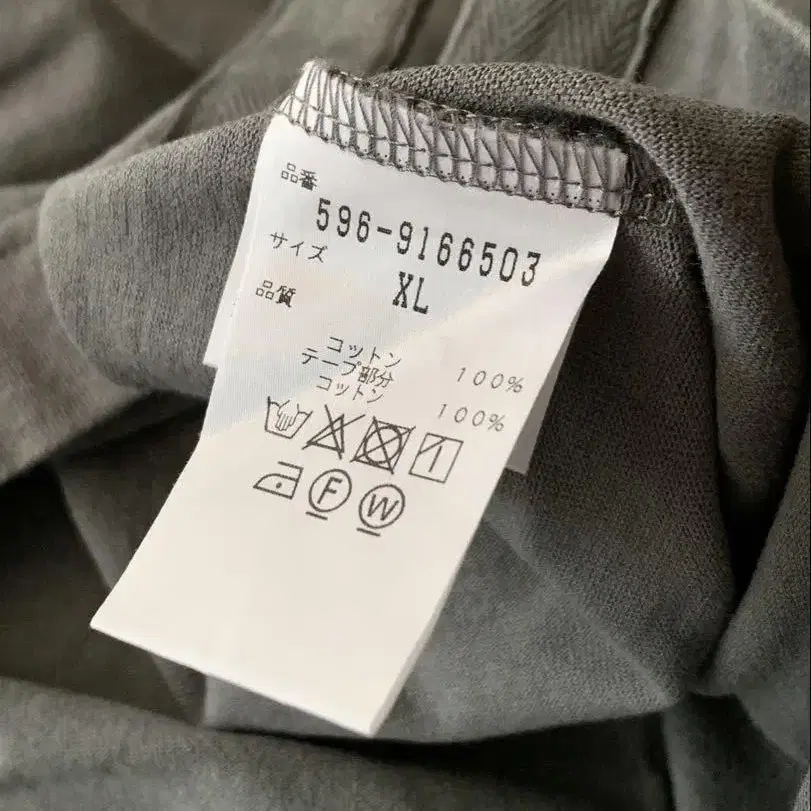 品番
596-9166503
サイズ
XL
品質
コットン 100%
テープ部分
コットン 100%
F W